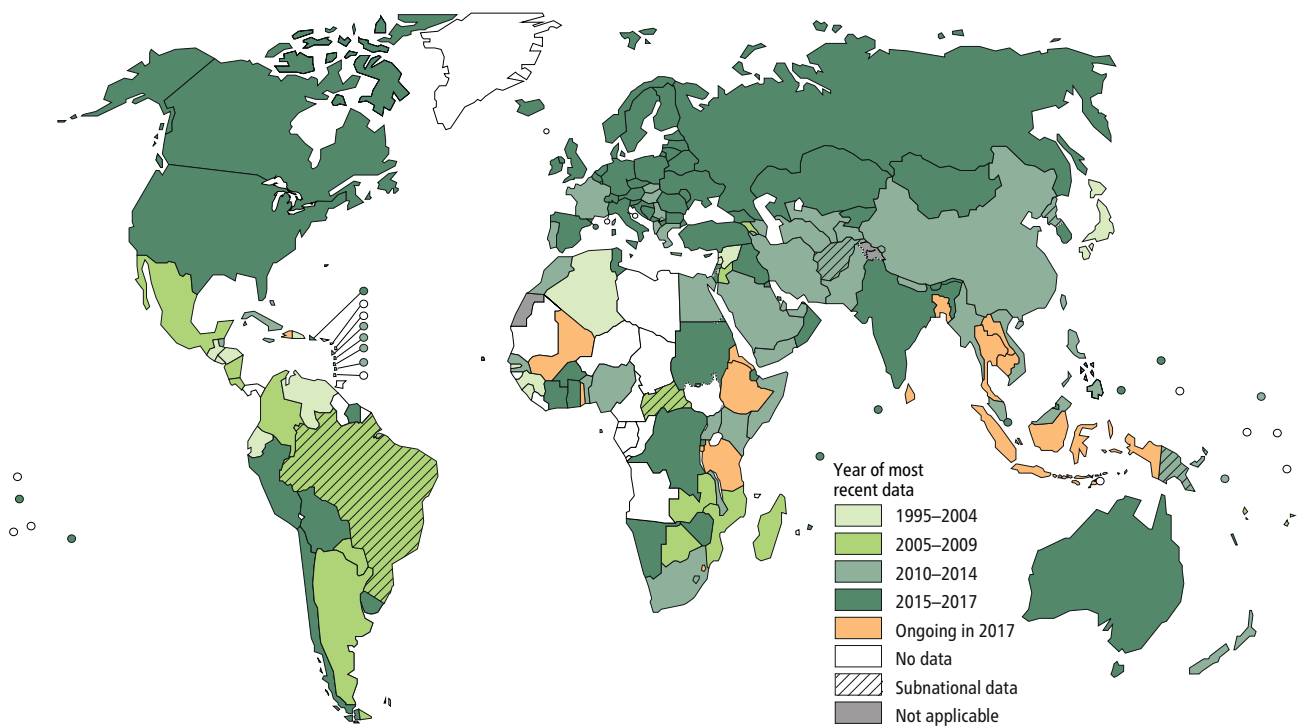 Year of most
recent data
1995–2004
2005–2009
2010–2014
2015–2017
Ongoing in 2017
No data
Subnational data
Not applicable